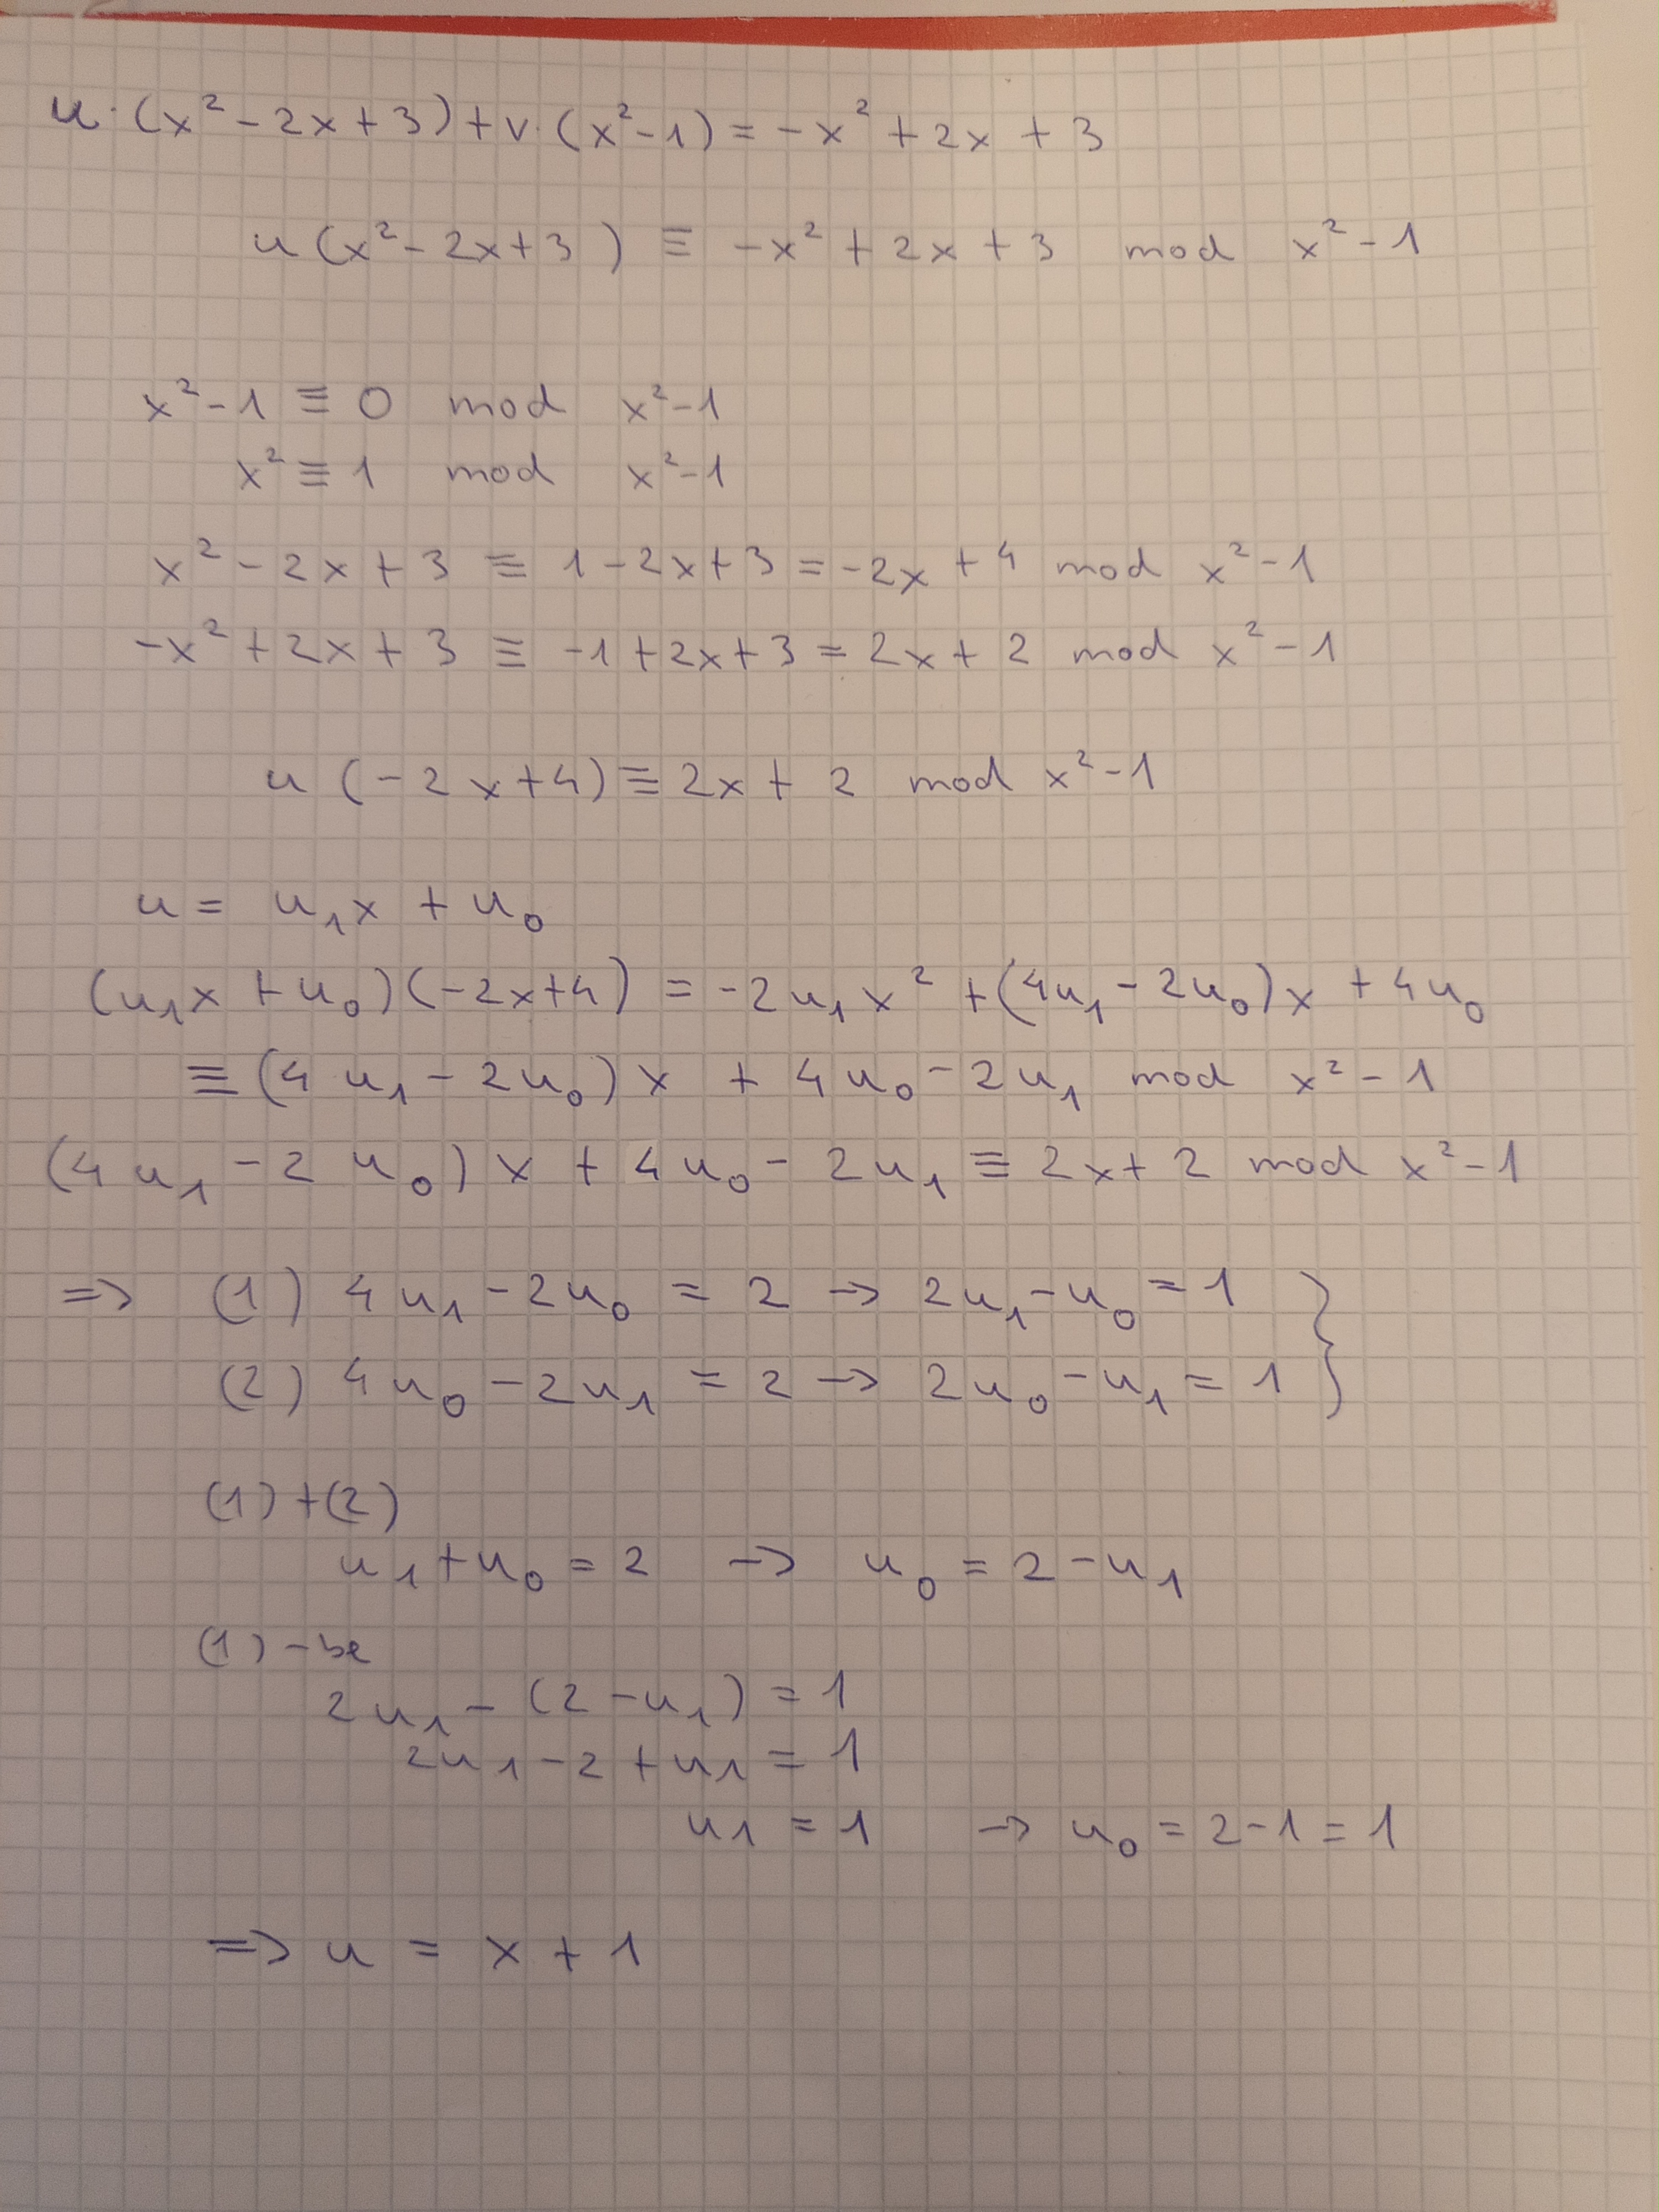 u·(x²-2x+3)+v·(x²-1)=-x²+2x+3
u(x²-2x+3) ≡ -x²+2x+3 mod x²-1
x²-1 ≡ 0 mod x²-1
x² ≡ 1 mod x²-1
x²-2x+3 ≡ 1-2x+3=-2x+4 mod x²-1
-x²+2x+3 ≡ -1+2x+3=2x+2 mod x²-1
u(-2x+4) ≡ 2x+2 mod x²-1
u = u₁x + u₀
(u₁x+u₀)(-2x+4) = -2u₁x²+(4u₁-2u₀)x+4u₀
≡ (4u₁-2u₀)x + 4u₀-2u₁ mod x²-1
(4u₁-2u₀)x+4u₀-2u₁ ≡ 2x+2 mod x²-1
⇒ (1) 4u₁-2u₀ = 2 → 2u₁-u₀=1 }
(2) 4u₀-2u₁ = 2 → 2u₀-u₁=1
(1)+(2)
u₁+u₀=2 → u₀=2-u₁
(1)-be
2u₁-(2-u₁)=1
2u₁-2+u₁=1
u₁=1 → u₀=2-1=1
⇒ u = x+1